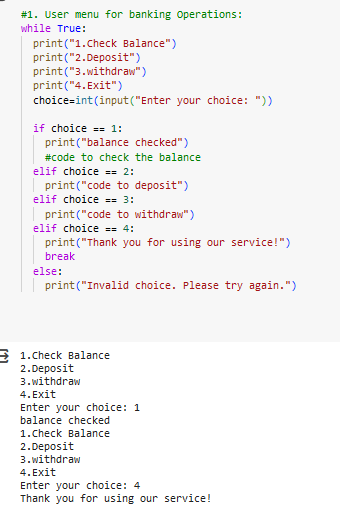 #1. User menu for banking Operations:
while True:
print("1.Check Balance")
print("2.Deposit")
print("3.withdraw")
print("4.Exit")
choice=int(input("Enter your choice: "))
if choice == 1:
print("balance checked")
#code to check the balance
elif choice == 2:
print("code to deposit")
elif choice == 3:
print("code to withdraw")
elif choice == 4:
print("Thank you for using our service!")
break
else:
print("Invalid choice. Please try again.")
1.Check Balance
2.Deposit
3.withdraw
4.Exit
Enter your choice: 1
balance checked
1.Check Balance
2.Deposit
3.withdraw
4.Exit
Enter your choice: 4
Thank you for using our service!